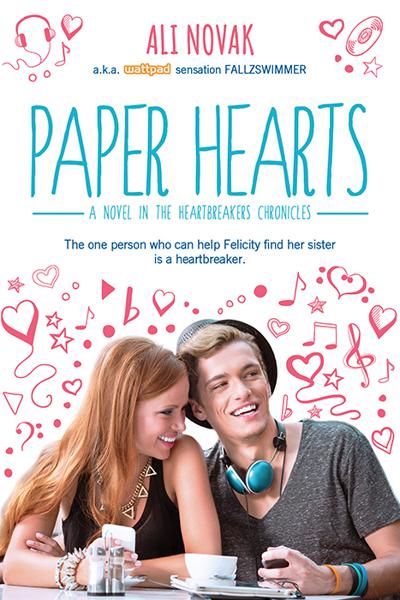 ALI NOVAK
a.k.a. wattpad sensation FALLZSWIMMER
PAPER HEARTS
A NOVEL IN THE HEARTBREAKERS CHRONICLES
The one person who can help Felicity find her sister
is a heartbreaker.